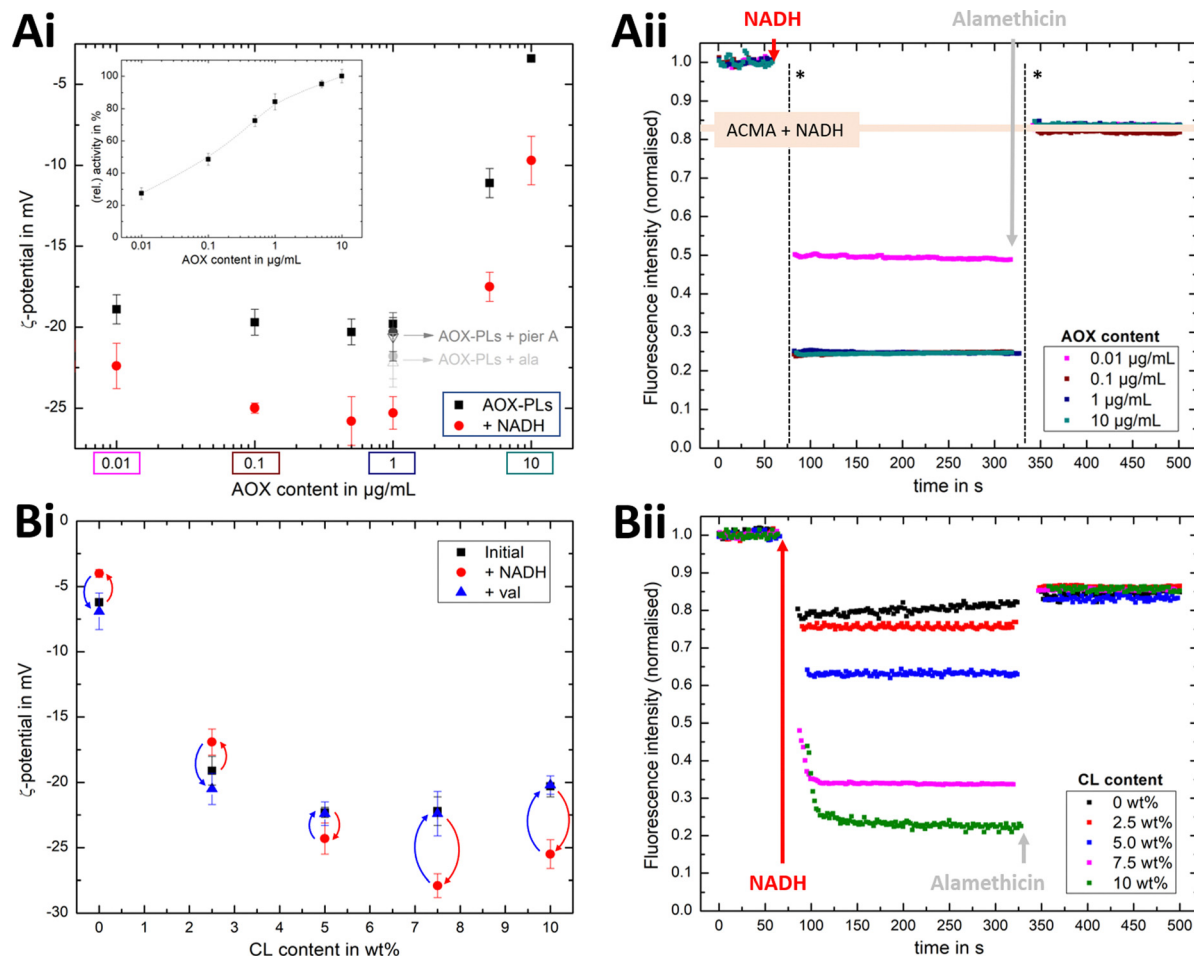 Ai
ζ-potential in mV
-5
-10
-15
-20
-25
(rel.) activity in %
100
80
60
40
20
0
0.01
0.1
1
10
AOX content in µg/mL
AOX-PLs + pier A
AOX-PLs + ala
AOX-PLs
+ NADH
0.01
0.1
1
10
AOX content in µg/mL
Aii
NADH
Alamethicin
*
*
ACMA + NADH
Fluorescence intensity (normalised)
1.0
0.9
0.8
0.7
0.6
0.5
0.4
0.3
0.2
0.1
0.0
AOX content
0.01 µg/mL
0.1 µg/mL
1 µg/mL
10 µg/mL
0
50
100
150
200
250
300
350
400
450
500
time in s
Bi
ζ-potential in mV
0
-5
-10
-15
-20
-25
-30
Initial
+ NADH
+ val
0
1
2
3
4
5
6
7
8
9
10
CL content in wt%
Bii
Fluorescence intensity (normalised)
1.0
0.9
0.8
0.7
0.6
0.5
0.4
0.3
0.2
0.1
0.0
NADH
Alamethicin
CL content
0 wt%
2.5 wt%
5.0 wt%
7.5 wt%
10 wt%
0
50
100
150
200
250
300
350
400
450
500
time in s